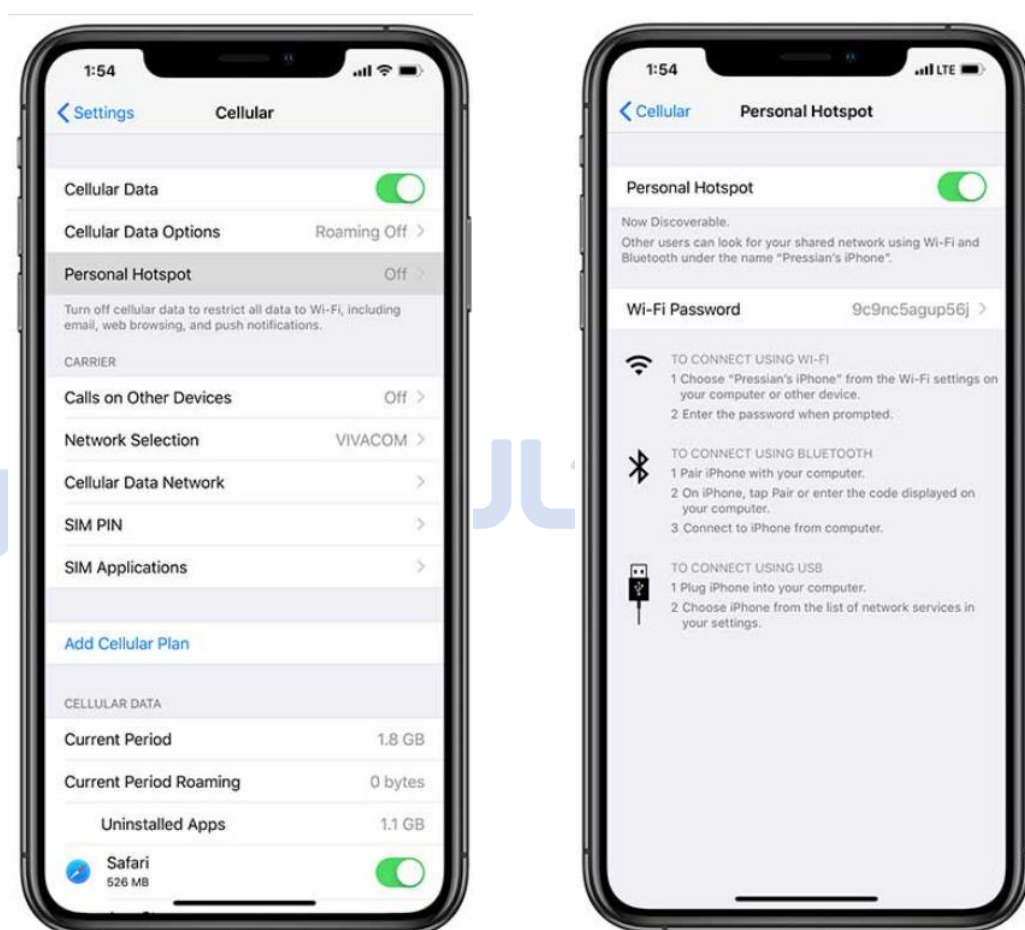 1:54
Settings
Cellular
Cellular Data
Cellular Data Options
Roaming Off
Personal Hotspot
Off
Turn off cellular data to restrict all data to Wi-Fi, including
email, web browsing, and push notifications.
CARRIER
Calls on Other Devices
Off
Network Selection
VIVACOM
Cellular Data Network
SIM PIN
SIM Applications
Add Cellular Plan
CELLULAR DATA
Current Period
1.8 GB
Current Period Roaming
0 bytes
Uninstalled Apps
1.1 GB
Safari
526 MB
1:54
LTE
Cellular
Personal Hotspot
Personal Hotspot
Now Discoverable.
Other users can look for your shared network using Wi-Fi and
Bluetooth under the name “Pressian's iPhone”.
Wi-Fi Password
9c9nc5agup56j
TO CONNECT USING WI-FI
1 Choose “Pressian's iPhone” from the Wi-Fi settings on
your computer or other device.
2 Enter the password when prompted.
TO CONNECT USING BLUETOOTH
1 Pair iPhone with your computer.
2 On iPhone, tap Pair or enter the code displayed on
your computer.
3 Connect to iPhone from computer.
TO CONNECT USING USB
1 Plug iPhone into your computer.
2 Choose iPhone from the list of network services in
your settings.